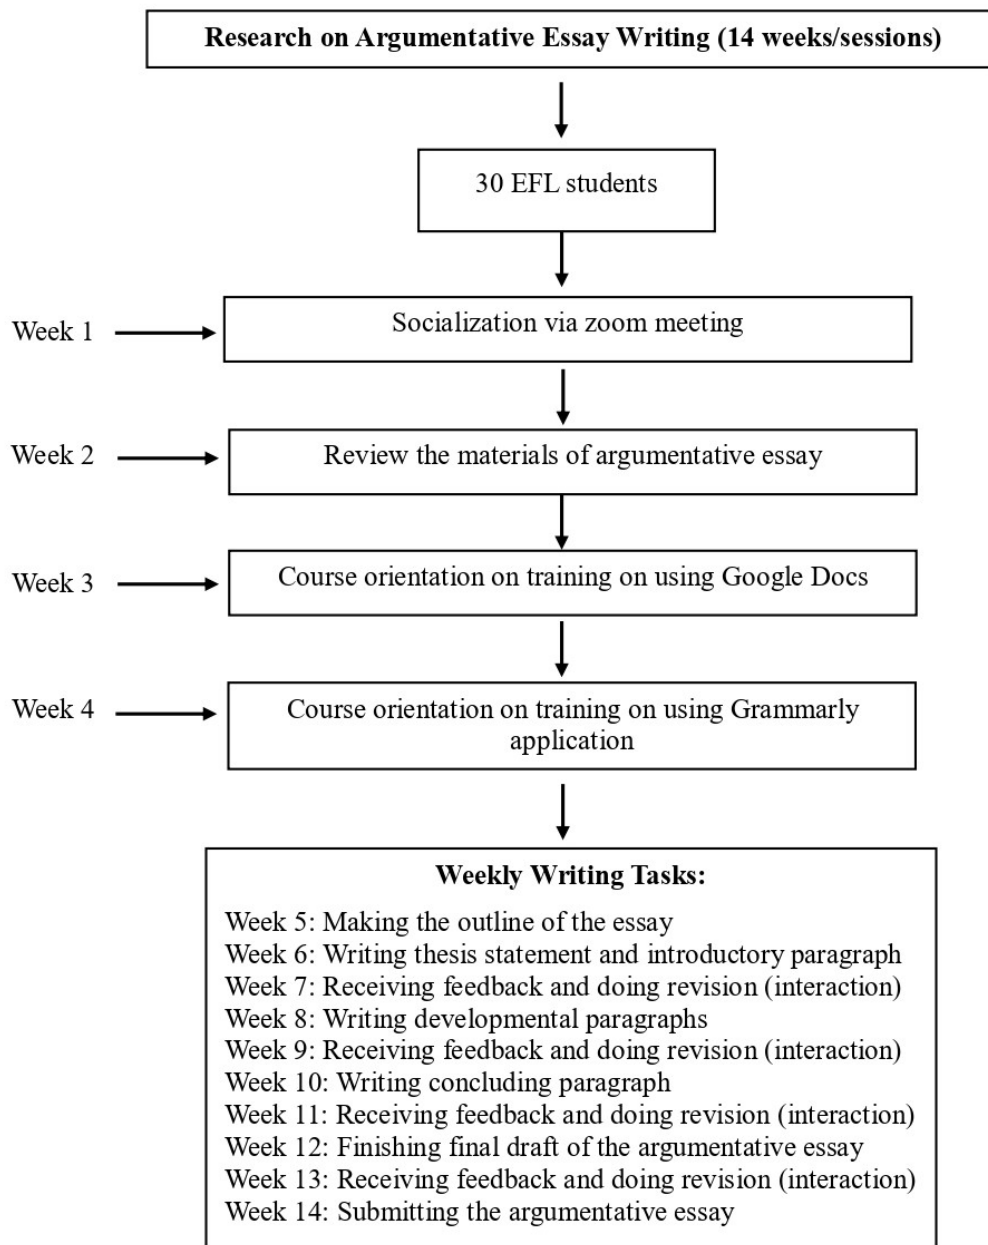 Research on Argumentative Essay Writing (14 weeks/sessions)
30 EFL students
Week 1
Socialization via zoom meeting
Week 2
Review the materials of argumentative essay
Week 3
Course orientation on training on using Google Docs
Week 4
Course orientation on training on using Grammarly
application
Weekly Writing Tasks:
Week 5: Making the outline of the essay
Week 6: Writing thesis statement and introductory paragraph
Week 7: Receiving feedback and doing revision (interaction)
Week 8: Writing developmental paragraphs
Week 9: Receiving feedback and doing revision (interaction)
Week 10: Writing concluding paragraph
Week 11: Receiving feedback and doing revision (interaction)
Week 12: Finishing final draft of the argumentative essay
Week 13: Receiving feedback and doing revision (interaction)
Week 14: Submitting the argumentative essay